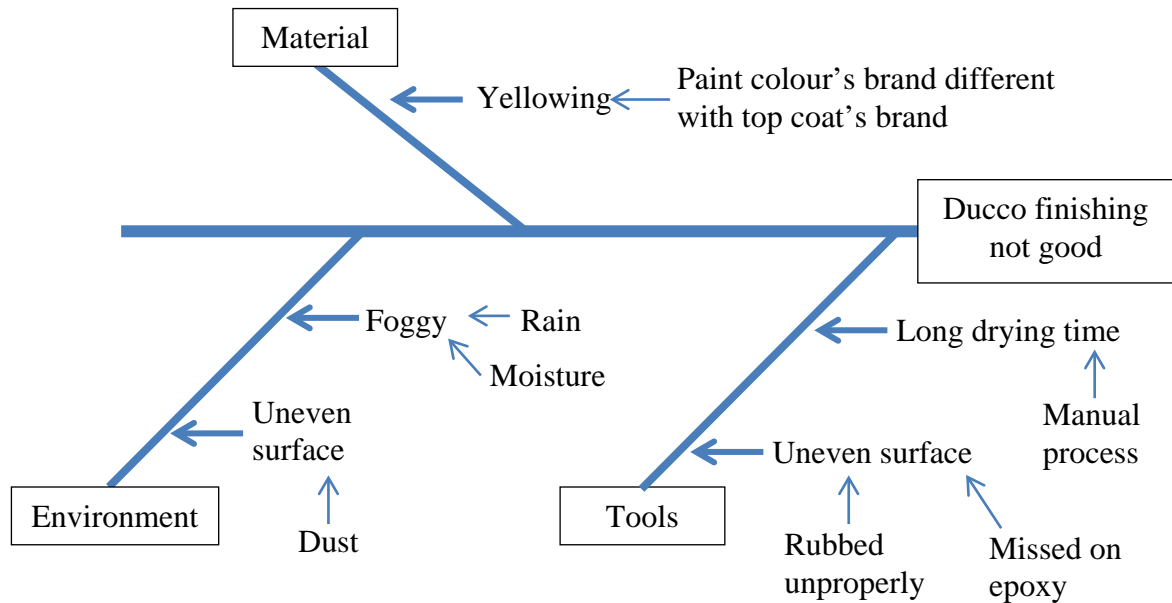 Material
Yellowing
Paint colour’s brand different
with top coat’s brand
Ducco finishing
not good
Foggy
Rain
Moisture
Long drying time
Manual
process
Uneven
surface
Uneven surface
Environment
Dust
Tools
Rubbed
unproperly
Missed on
epoxy